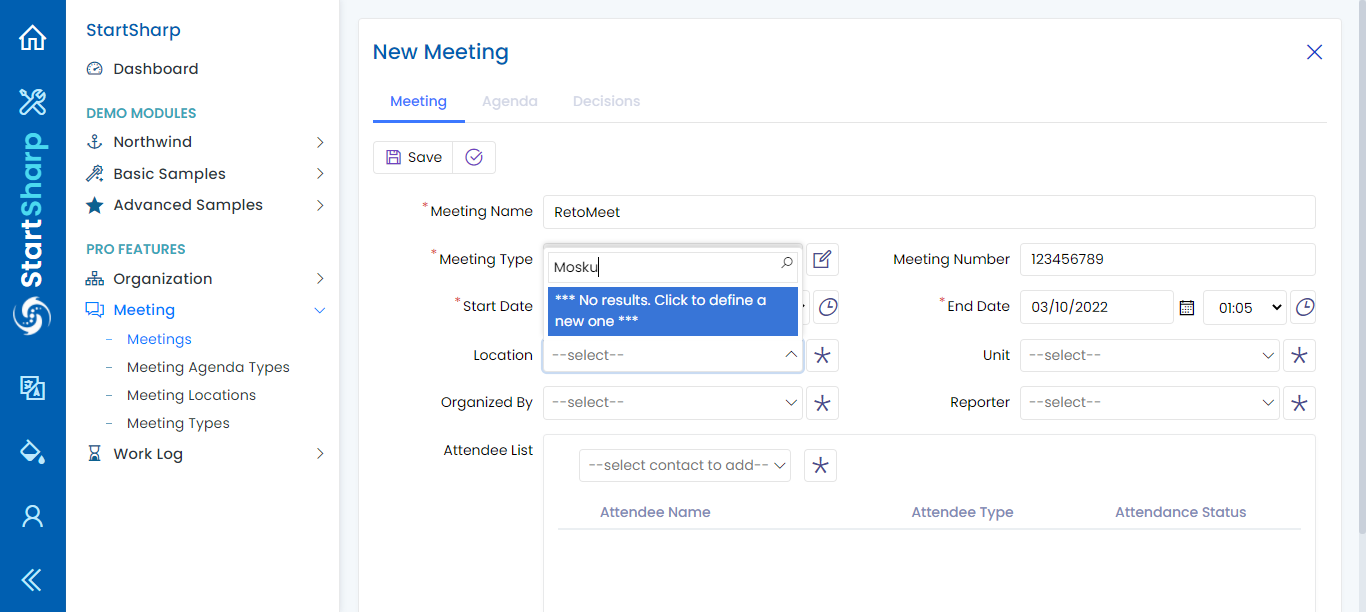 StartSharp
StartSharp
Dashboard
DEMO MODULES
Northwind
Basic Samples
Advanced Samples
PRO FEATURES
Organization
Meeting
Meetings
Meeting Agenda Types
Meeting Locations
Meeting Types
Work Log
New Meeting
Meeting Agenda Decisions
Save
*Meeting Name RetoMeet
*Meeting Type Meeting Number 123456789
Mosku
*** No results. Click to define a
new one ***
*Start Date *End Date 03/10/2022 01:05
Location --select-- Unit --select--
Organized By --select-- Reporter --select--
Attendee List
--select contact to add--
Attendee Name Attendee Type Attendance Status